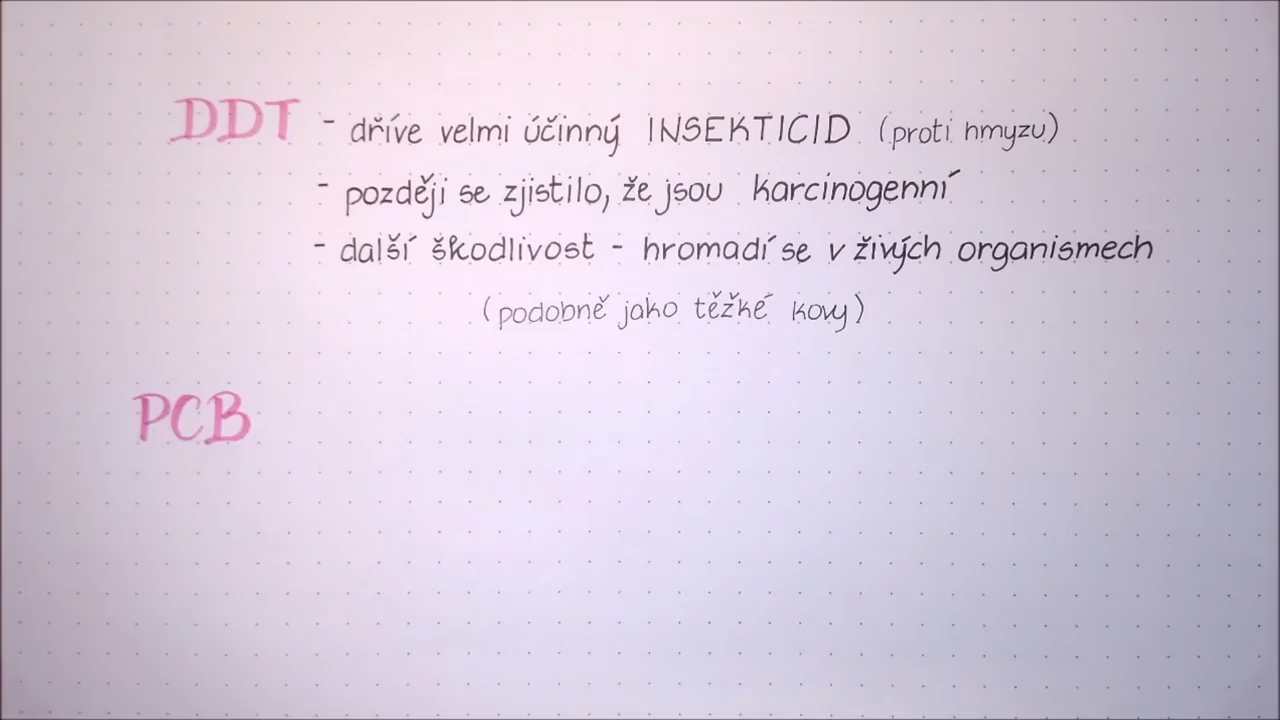 DDT - dříve velmi účinný INSEKTICID (proti hmyzu)
- později se zjistilo, že jsou karcinogenní
- další škodlivost - hromadí se v živých organismech
(podobně jako těžké kovy)
PCB